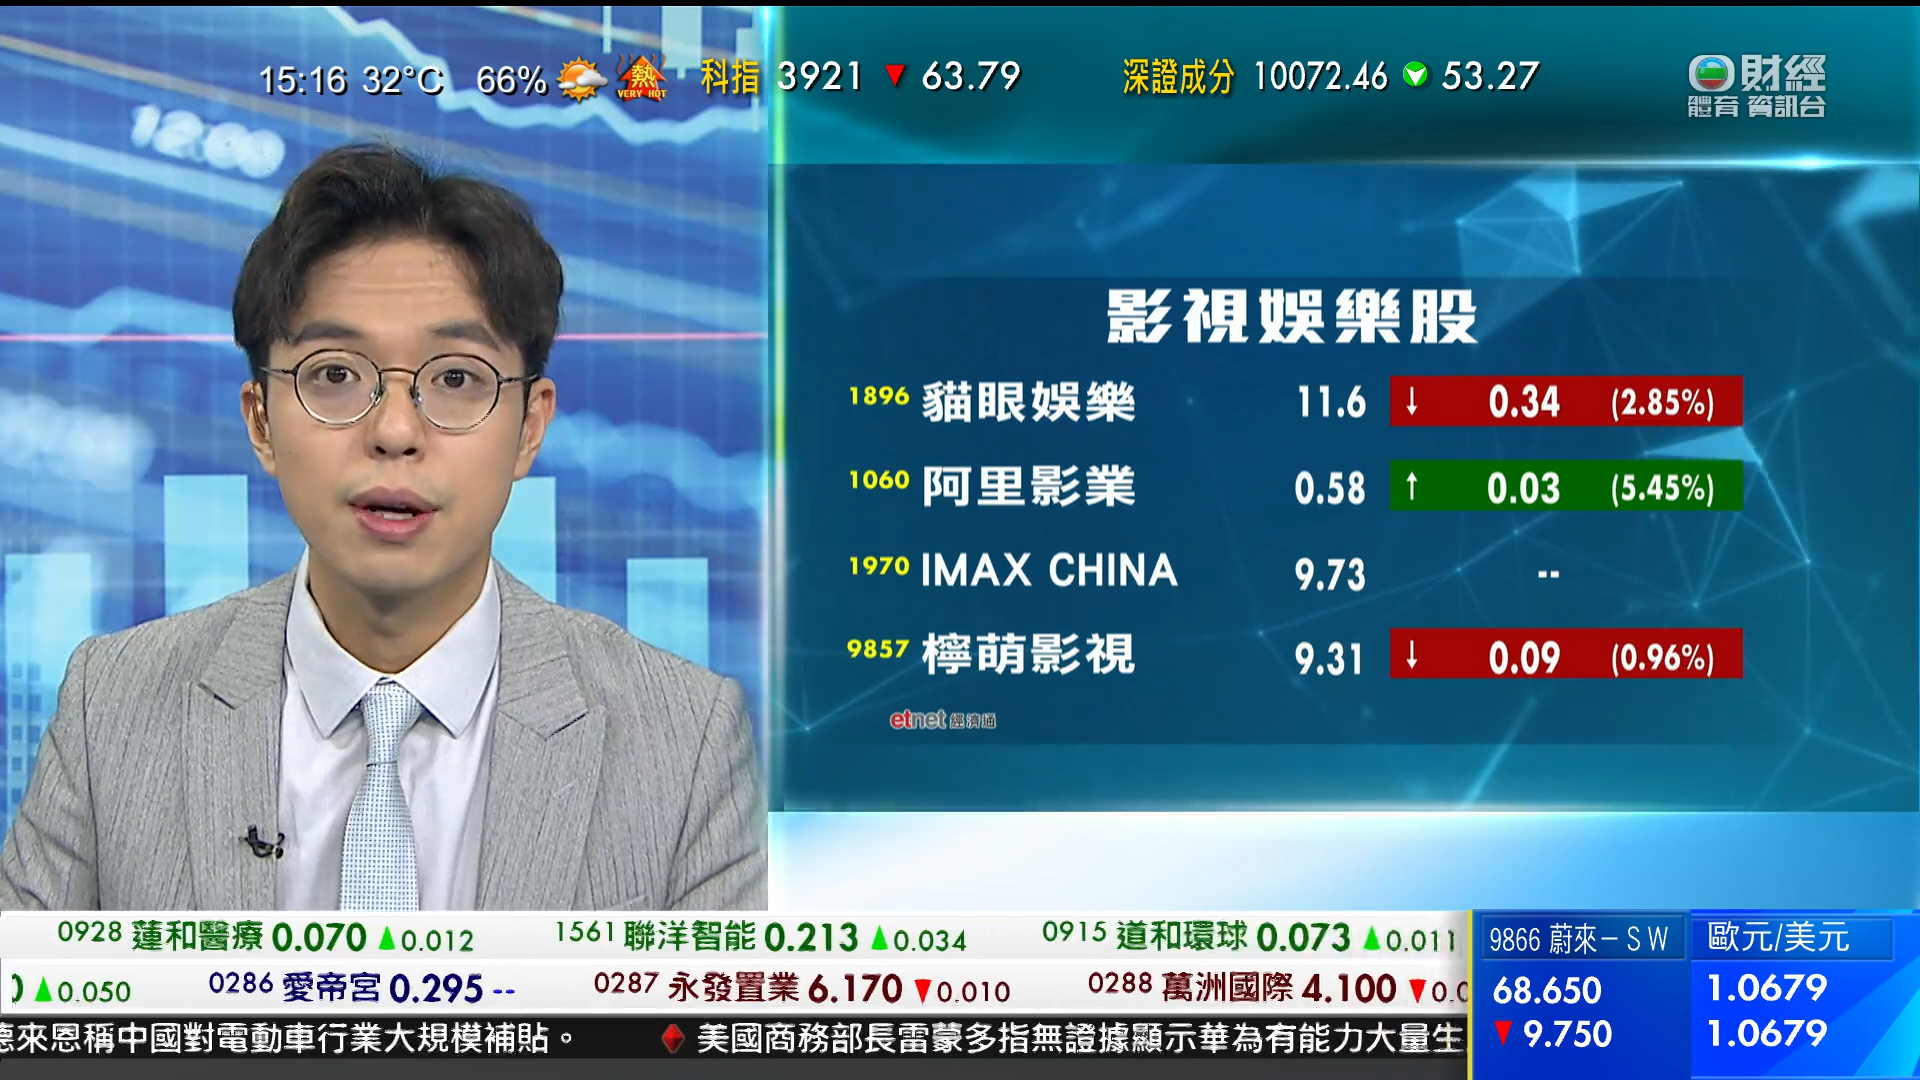 15:16 32°C 66% 熱 VERY HOT 科指 3921 ▼ 63.79 深證成分 10072.46 53.27
財經
體育 資訊台
12:00
影視娛樂股
1896 貓眼娛樂 11.6 ↓ 0.34 (2.85%)
1060 阿里影業 0.58 ↑ 0.03 (5.45%)
1970 IMAX CHINA 9.73 --
9857 檸萌影視 9.31 ↓ 0.09 (0.96%)
etnet 經濟通
0928 蓮和醫療 0.070 ▲0.012 1561 聯洋智能 0.213 ▲0.034 0915 道和環球 0.073 ▲0.011
▲0.050 0286 愛帝宮 0.295 -- 0287 永發置業 6.170 ▼0.010 0288 萬洲國際 4.100 ▼0.0
德來恩稱中國對電動車行業大規模補貼。 美國商務部長雷蒙多指無證據顯示華為有能力大量生
9866 蔚來－SW
68.650
▼ 9.750
歐元/美元
1.0679
1.0679